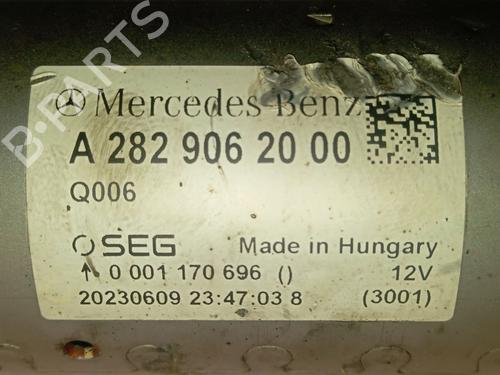 B-PARTS
Mercedes-Benz
A 282 906 20 00
Q006
SEG Made in Hungary
↑ 0 001 170 696 () 12V
20230609 23:47:03 8 (3001)